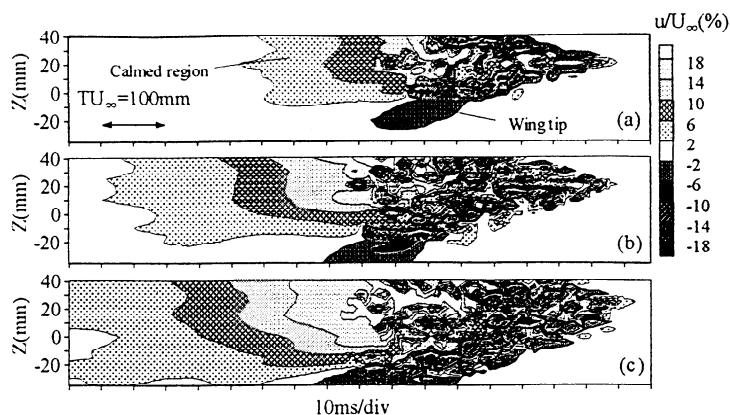 u/U∞(%)
18
14
10
6
2
-2
-6
-10
-14
-18
Z(mm)
40
20
0
-20
Calmed region
TU∞=100mm
Wing tip
(a)
Z(mm)
40
20
0
-20
(b)
Z(mm)
40
20
0
-20
(c)
10ms/div